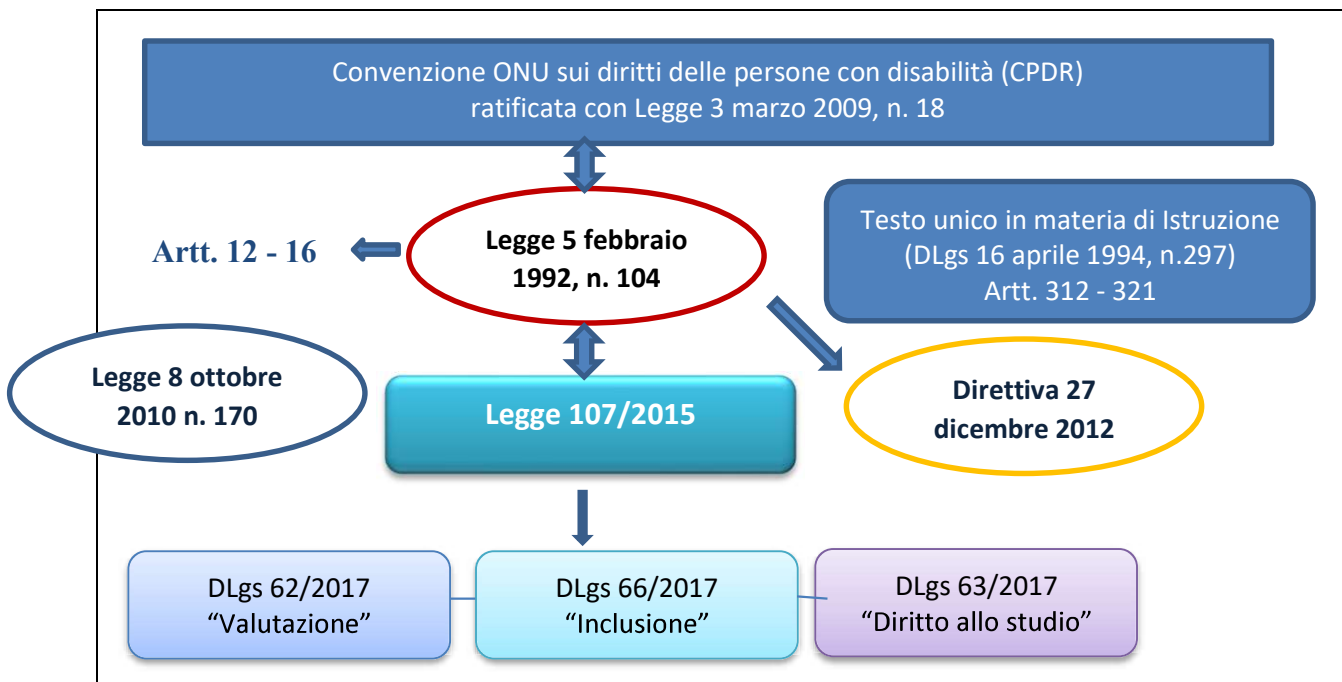 Convenzione ONU sui diritti delle persone con disabilità (CPDR)
ratificata con Legge 3 marzo 2009, n. 18
Artt. 12 - 16
Legge 5 febbraio
1992, n. 104
Testo unico in materia di Istruzione
(DLgs 16 aprile 1994, n.297)
Artt. 312 - 321
Legge 8 ottobre
2010 n. 170
Legge 107/2015
Direttiva 27
dicembre 2012
DLgs 62/2017
“Valutazione”
DLgs 66/2017
“Inclusione”
DLgs 63/2017
“Diritto allo studio”